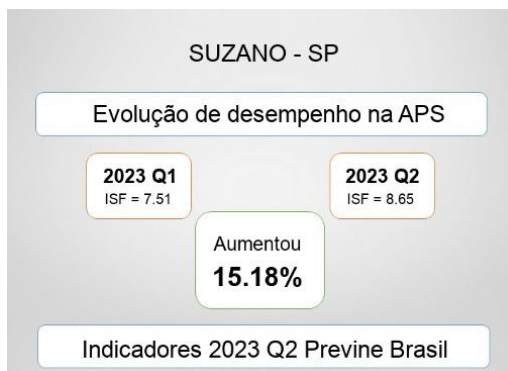 SUZANO - SP
Evolução de desempenho na APS
2023 Q1
ISF = 7.51
2023 Q2
ISF = 8.65
Aumentou
15.18%
Indicadores 2023 Q2 Previne Brasil